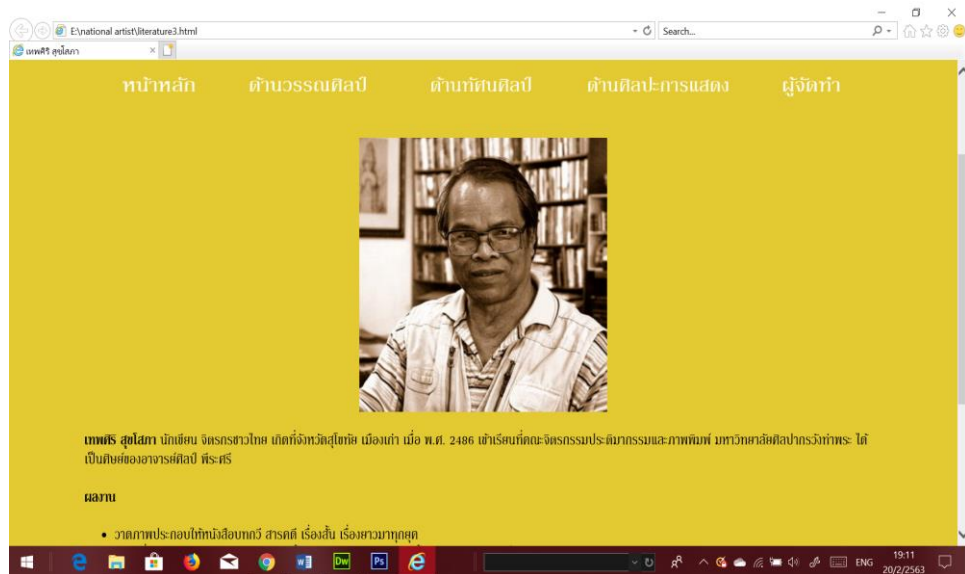 E:\national artist\literature3.html
Search...
เทพศิริ สุขโสภา
หน้าหลัก ด้านวรรณศิลป์ ด้านทัศนศิลป์ ด้านศิลปะการแสดง ผู้จัดทำ
เทพศิริ สุขโสภา นักเขียน จิตรกรชาวไทย เกิดที่จังหวัดสุโขทัย เมืองเก่า เมื่อ พ.ศ. 2486 เข้าเรียนที่คณะจิตรกรรมประติมากรรมและภาพพิมพ์ มหาวิทยาลัยศิลปากรวังท่าพระ ได้
เป็นศิษย์ของอาจารย์ศิลป์ พีระศรี
ผลงาน
• วาดภาพประกอบให้หนังสือบทกวี สารคดี เรื่องสั้น เรื่องยาวมาทุกยุค
Dw
Ps
ENG
19:11
20/2/2563